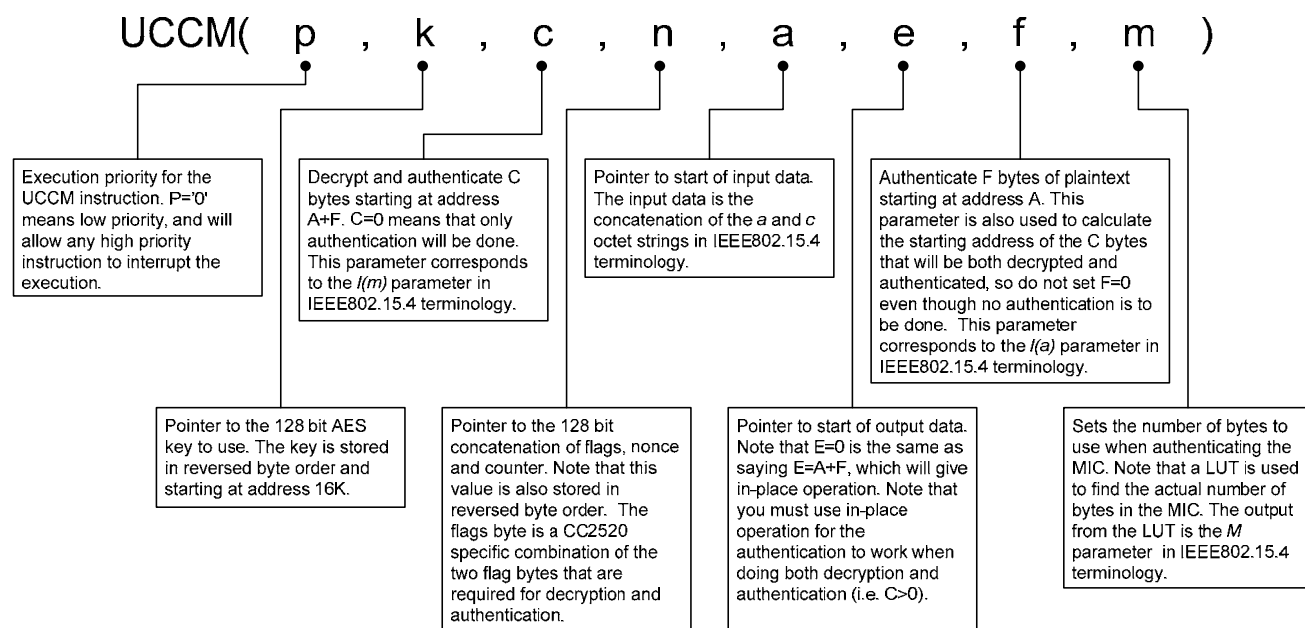 UCCM( p , k , c , n , a , e , f , m )
Execution priority for the
UCCM instruction. P='0'
means low priority, and will
allow any high priority
instruction to interrupt the
execution.
Decrypt and authenticate C
bytes starting at address
A+F. C=0 means that only
authentication will be done.
This parameter corresponds
to the l(m) parameter in
IEEE802.15.4 terminology.
Pointer to start of input data.
The input data is the
concatenation of the a and c
octet strings in IEEE802.15.4
terminology.
Authenticate F bytes of plaintext
starting at address A. This
parameter is also used to calculate
the starting address of the C bytes
that will be both decrypted and
authenticated, so do not set F=0
even though no authentication is to
be done. This parameter
corresponds to the l(a) parameter in
IEEE802.15.4 terminology.
Pointer to the 128 bit AES
key to use. The key is stored
in reversed byte order and
starting at address 16K.
Pointer to the 128 bit
concatenation of flags, nonce
and counter. Note that this
value is also stored in
reversed byte order. The
flags byte is a CC2520
specific combination of the
two flag bytes that are
required for decryption and
authentication.
Pointer to start of output data.
Note that E=0 is the same as
saying E=A+F, which will give
in-place operation. Note that
you must use in-place
operation for the
authentication to work when
doing both decryption and
authentication (i.e. C>0).
Sets the number of bytes to
use when authenticating the
MIC. Note that a LUT is used
to find the actual number of
bytes in the MIC. The output
from the LUT is the M
parameter in IEEE802.15.4
terminology.